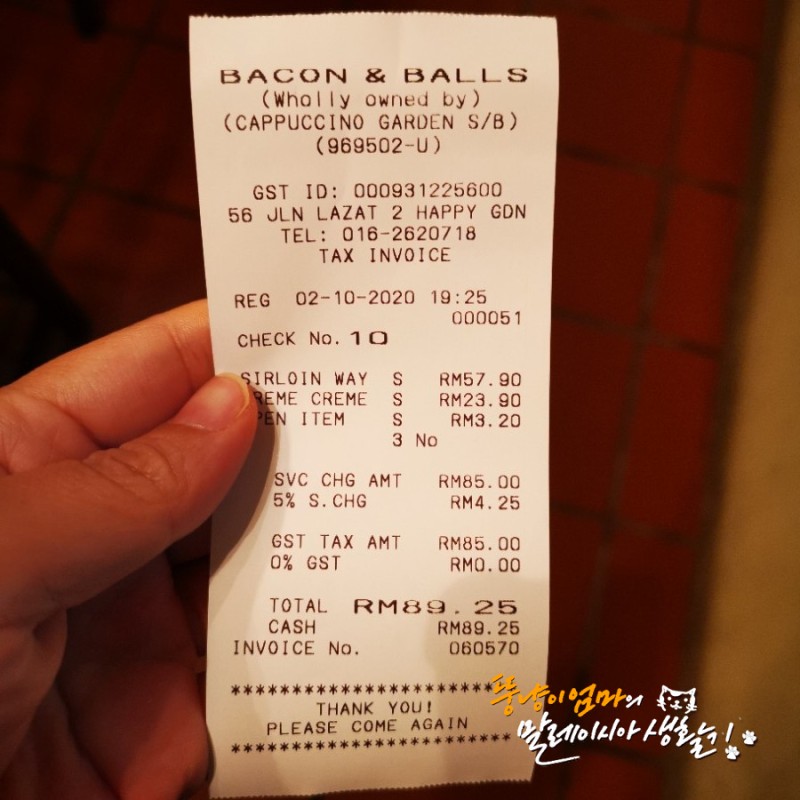 BACON & BALLS
(Wholly owned by)
(CAPPUCCINO GARDEN S/B)
(969502-U)
GST ID: 000931225600
56 JLN LAZAT 2 HAPPY GDN
TEL: 016-2620718
TAX INVOICE
REG 02-10-2020 19:25
000051
CHECK No. 10
SIRLOIN WAY S RM57.90
REME CREME S RM23.90
PEN ITEM S RM3.20
3 No
SVC CHG AMT RM85.00
5% S.CHG RM4.25
GST TAX AMT RM85.00
0% GST RM0.00
TOTAL RM89.25
CASH RM89.25
INVOICE No. 060570
****************************
THANK YOU!
PLEASE COME AGAIN
****************************
뚱냥이엄마의
말레이시아 생활살기!